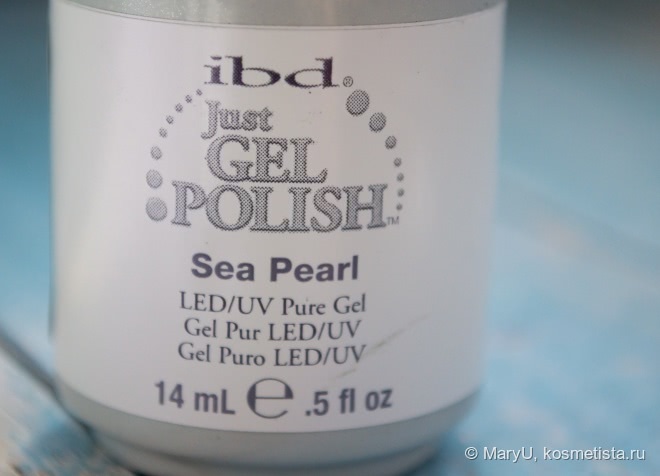 ibd®
Just
GEL
POLISH™
Sea Pearl
LED/UV Pure Gel
Gel Pur LED/UV
Gel Puro LED/UV
14 mL ℮ .5 fl oz
© MaryU, kosmetista.ru